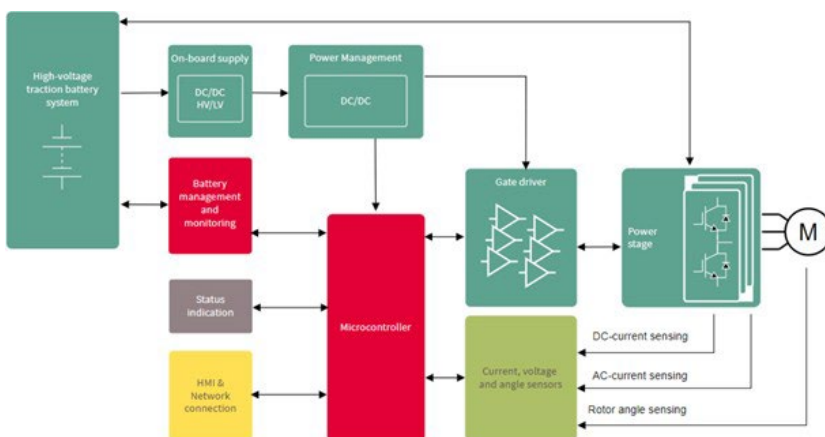 High-voltage
traction battery
system
On-board supply
DC/DC
HV/LV
Power Management
DC/DC
Battery
management
and
monitoring
Gate driver
Power
stage
M
Status
indication
Microcontroller
HMI &
Network
connection
Current, voltage
and angle sensors
DC-current sensing
AC-current sensing
Rotor angle sensing